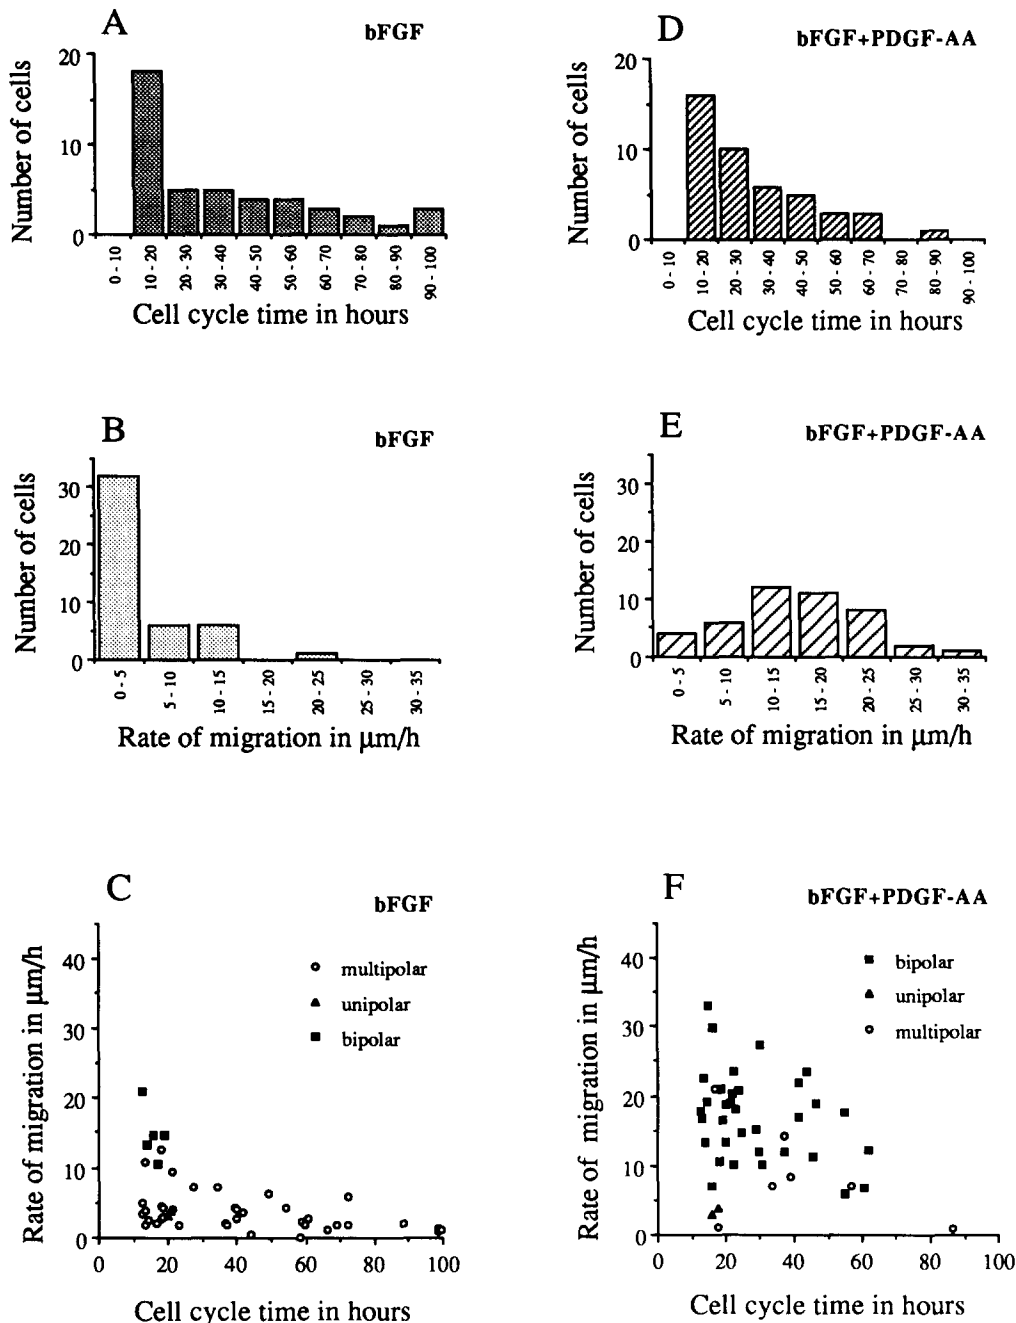 A
bFGF
Number of cells
20
10
0
0 - 10
10 - 20
20 - 30
30 - 40
40 - 50
50 - 60
60 - 70
70 - 80
80 - 90
90 - 100
Cell cycle time in hours
D
bFGF+PDGF-AA
Number of cells
20
10
0
0 - 10
10 - 20
20 - 30
30 - 40
40 - 50
50 - 60
60 - 70
70 - 80
80 - 90
90 - 100
Cell cycle time in hours
B
bFGF
Number of cells
30
20
10
0
0 - 5
5 - 10
10 - 15
15 - 20
20 - 25
25 - 30
30 - 35
Rate of migration in μm/h
E
bFGF+PDGF-AA
Number of cells
30
20
10
0
0 - 5
5 - 10
10 - 15
15 - 20
20 - 25
25 - 30
30 - 35
Rate of migration in μm/h
C
bFGF
Rate of migration in μm/h
40
30
20
10
0
multipolar
unipolar
bipolar
0 20 40 60 80 100
Cell cycle time in hours
F
bFGF+PDGF-AA
Rate of migration in μm/h
40
30
20
10
0
bipolar
unipolar
multipolar
0 20 40 60 80 100
Cell cycle time in hours